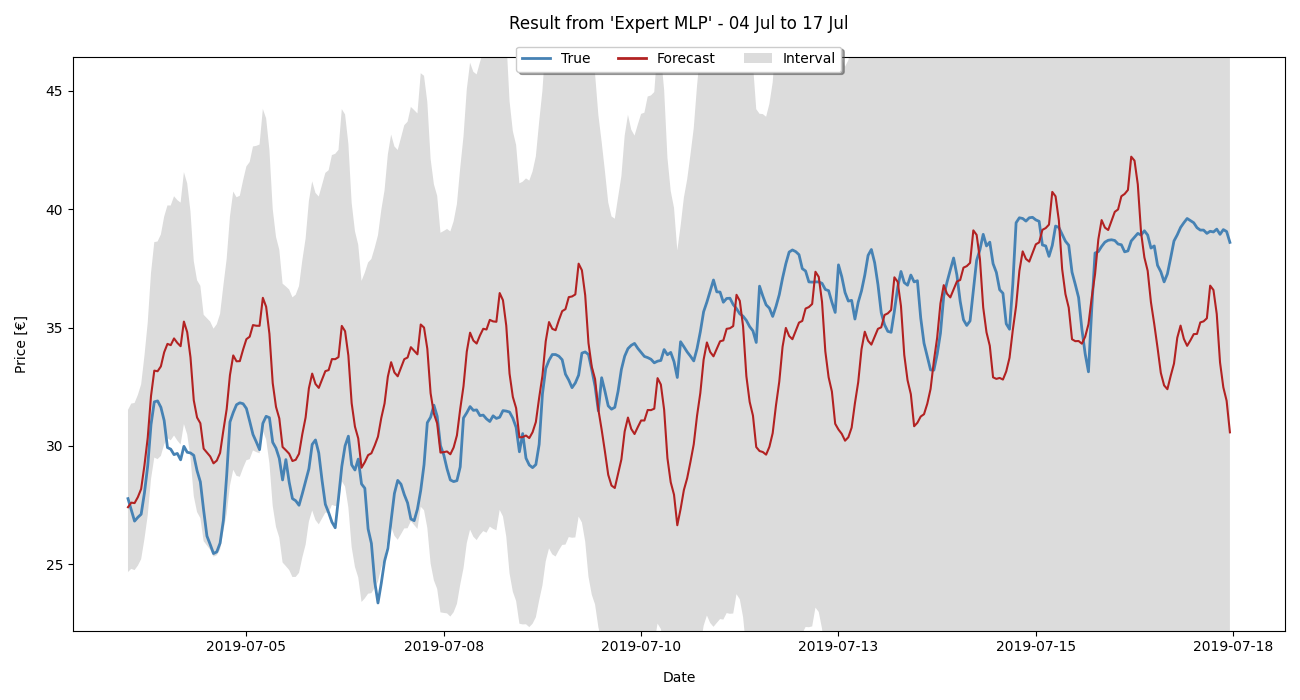 Result from 'Expert MLP' - 04 Jul to 17 Jul
True Forecast Interval
45
40
35
30
25
Price [€]
2019-07-05 2019-07-08 2019-07-10 2019-07-13 2019-07-15 2019-07-18
Date